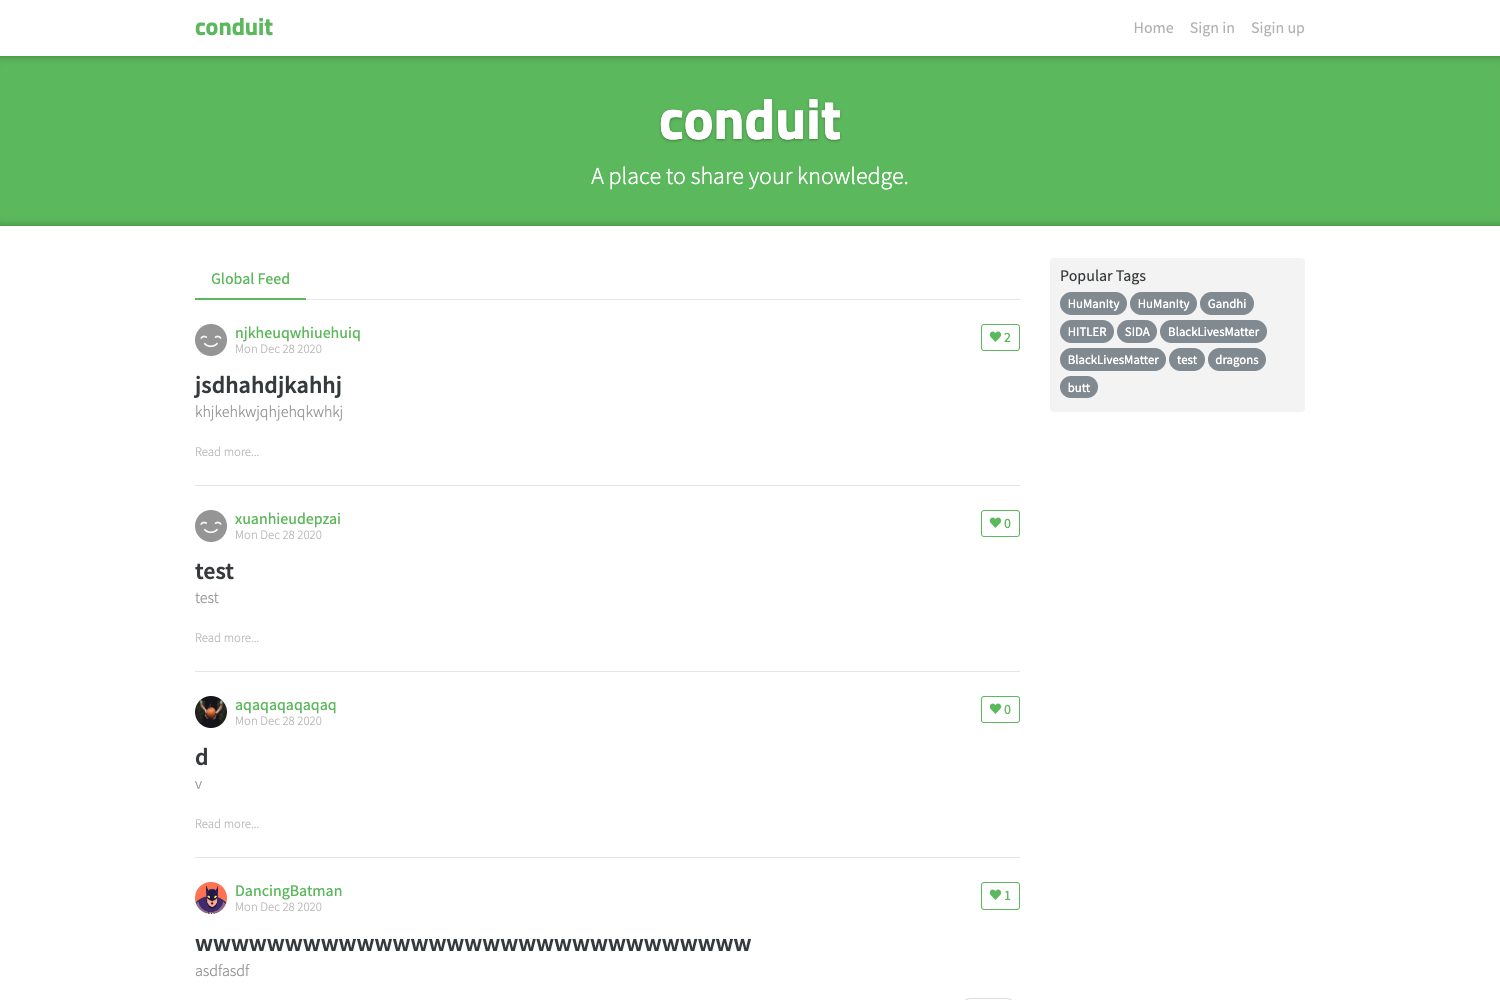 conduit
Home Sign in Sigin up
conduit
A place to share your knowledge.
Global Feed
njkheuqwhiuehuiq
Mon Dec 28 2020
2
jsdhahdjkahhj
khjkehkwjqhjehqkwhkj
Read more...
xuanhieudepzai
Mon Dec 28 2020
0
test
test
Read more...
aqaqaqaqaqaq
Mon Dec 28 2020
0
d
v
Read more...
DancingBatman
Mon Dec 28 2020
1
wwwwwwwwwwwwwwwwwwwwwwwwwwwwwww
asdfasdf
Popular Tags
HuManIty HuManIty Gandhi
HITLER SIDA BlackLivesMatter
BlackLivesMatter test dragons
butt